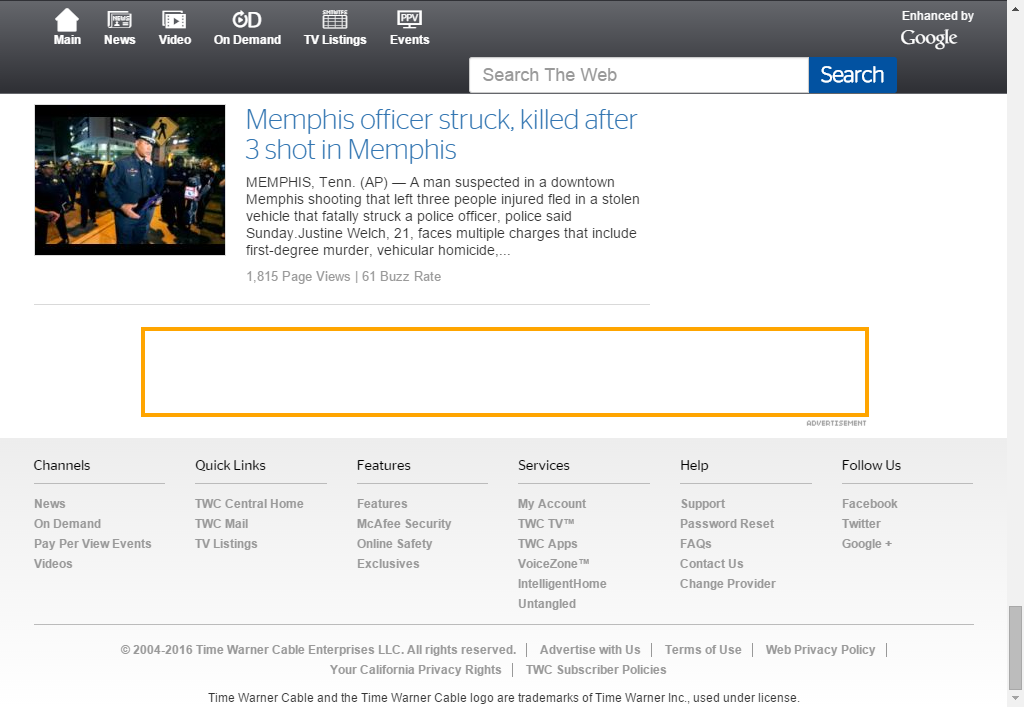 Main
News
Video
On Demand
TV Listings
PPV
Events
Enhanced by
Google
Search The Web
Search
Memphis officer struck, killed after
3 shot in Memphis
MEMPHIS, Tenn. (AP) — A man suspected in a downtown
Memphis shooting that left three people injured fled in a stolen
vehicle that fatally struck a police officer, police said
Sunday.Justine Welch, 21, faces multiple charges that include
first-degree murder, vehicular homicide,...
1,815 Page Views | 61 Buzz Rate
ADVERTISEMENT
Channels
News
On Demand
Pay Per View Events
Videos
Quick Links
TWC Central Home
TWC Mail
TV Listings
Features
Features
McAfee Security
Online Safety
Exclusives
Services
My Account
TWC TV™
TWC Apps
VoiceZone™
IntelligentHome
Untangled
Help
Support
Password Reset
FAQs
Contact Us
Change Provider
Follow Us
Facebook
Twitter
Google +
© 2004-2016 Time Warner Cable Enterprises LLC. All rights reserved. | Advertise with Us | Terms of Use | Web Privacy Policy |
Your California Privacy Rights | TWC Subscriber Policies
Time Warner Cable and the Time Warner Cable logo are trademarks of Time Warner Inc., used under license.